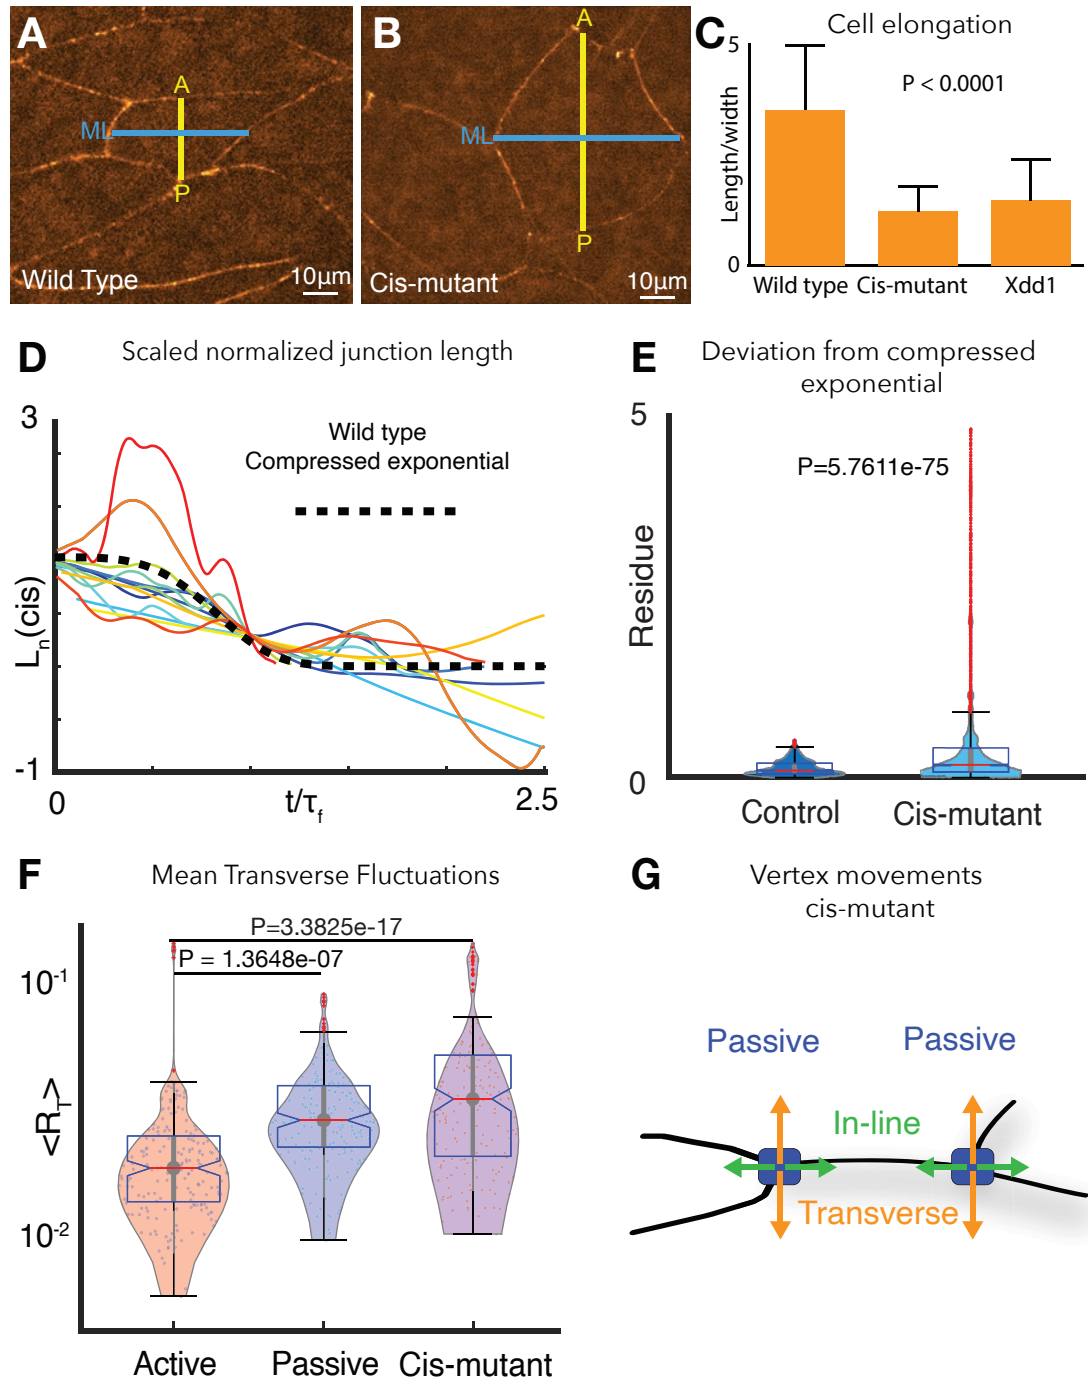 A
A
ML
P
Wild Type
10µm
B
A
ML
P
Cis-mutant
10µm
C
Cell elongation
5
P < 0.0001
Length/width
0
Wild type
Cis-mutant
Xdd1
D
Scaled normalized junction length
3
Wild type
Compressed exponential
Ln(cis)
-1
0
t/τf
2.5
E
Deviation from compressed
exponential
5
P=5.7611e-75
Residue
0
Control
Cis-mutant
F
Mean Transverse Fluctuations
P=3.3825e-17
P = 1.3648e-07
10-1
<RT>
10-2
Active
Passive
Cis-mutant
G
Vertex movements
cis-mutant
Passive
Passive
In-line
Transverse